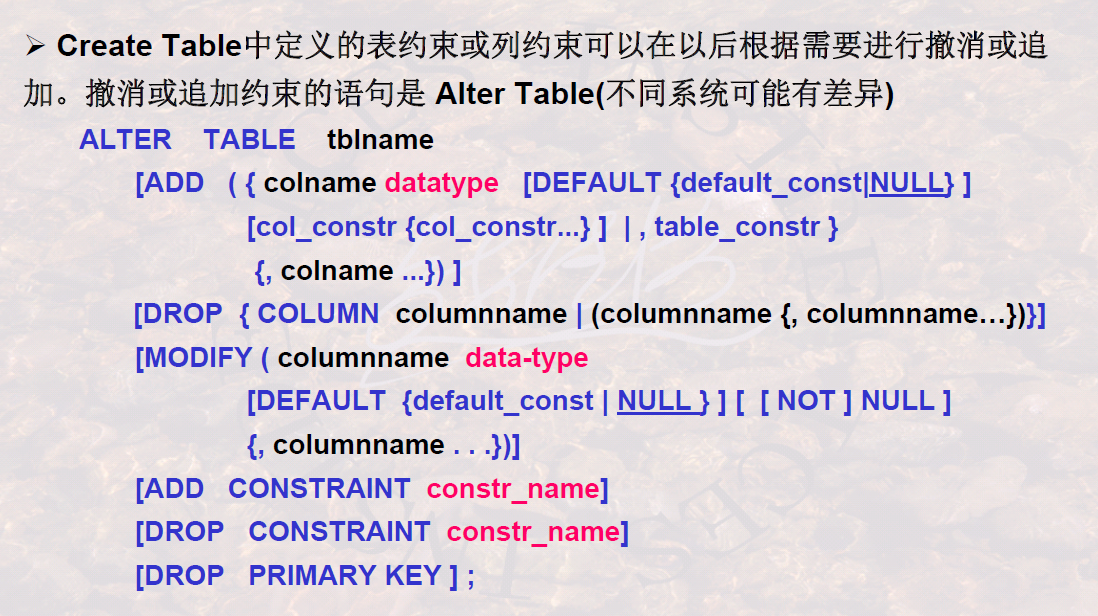 ➢ Create Table中定义的表约束或列约束可以在以后根据需要进行撤消或追
加。撤消或追加约束的语句是 Alter Table(不同系统可能有差异)
ALTER TABLE tblname
[ADD ( { colname datatype [DEFAULT {default_const|NULL} ]
[col_constr {col_constr...} ] | , table_constr }
{, colname ...}) ]
[DROP { COLUMN columnname | (columnname {, columnname…})}]
[MODIFY ( columnname data-type
[DEFAULT {default_const | NULL } ] [ [ NOT ] NULL ]
{, columnname . . .})]
[ADD CONSTRAINT constr_name]
[DROP CONSTRAINT constr_name]
[DROP PRIMARY KEY ] ;